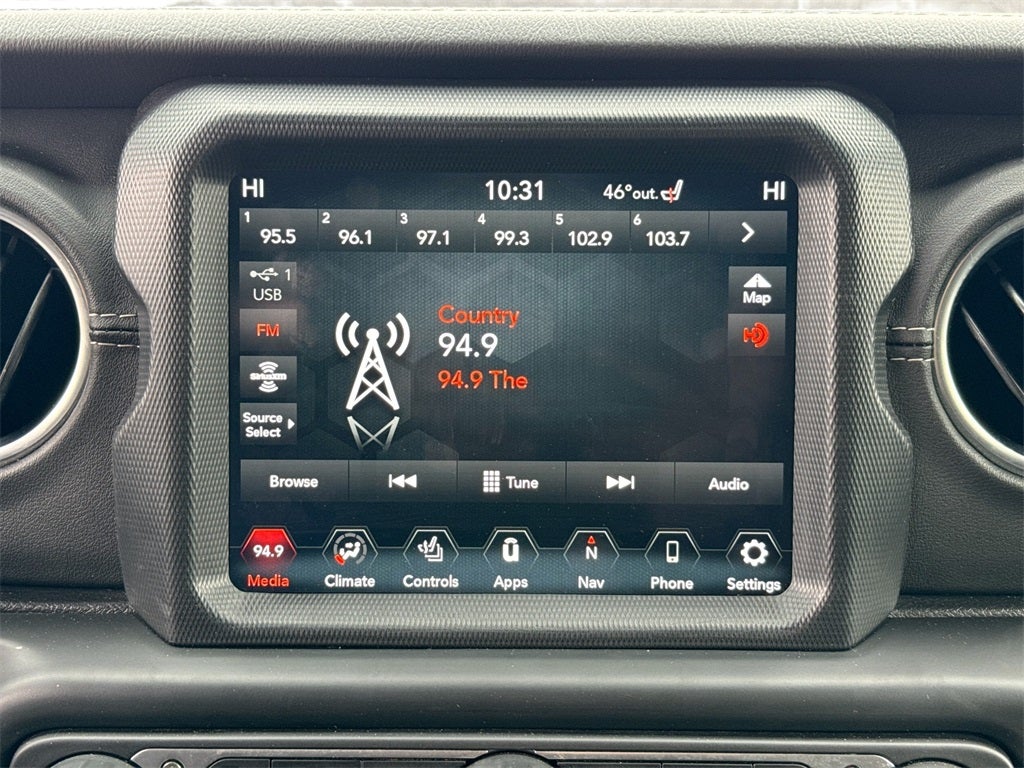 HI 10:31 46°out. HI
1 95.5 2 96.1 3 97.1 4 99.3 5 102.9 6 103.7
1
USB
Map
FM
HD
Country
94.9
94.9 The
siriusxm
Source
Select
Browse Tune Audio
94.9 U N
Media Climate Controls Apps Nav Phone Settings